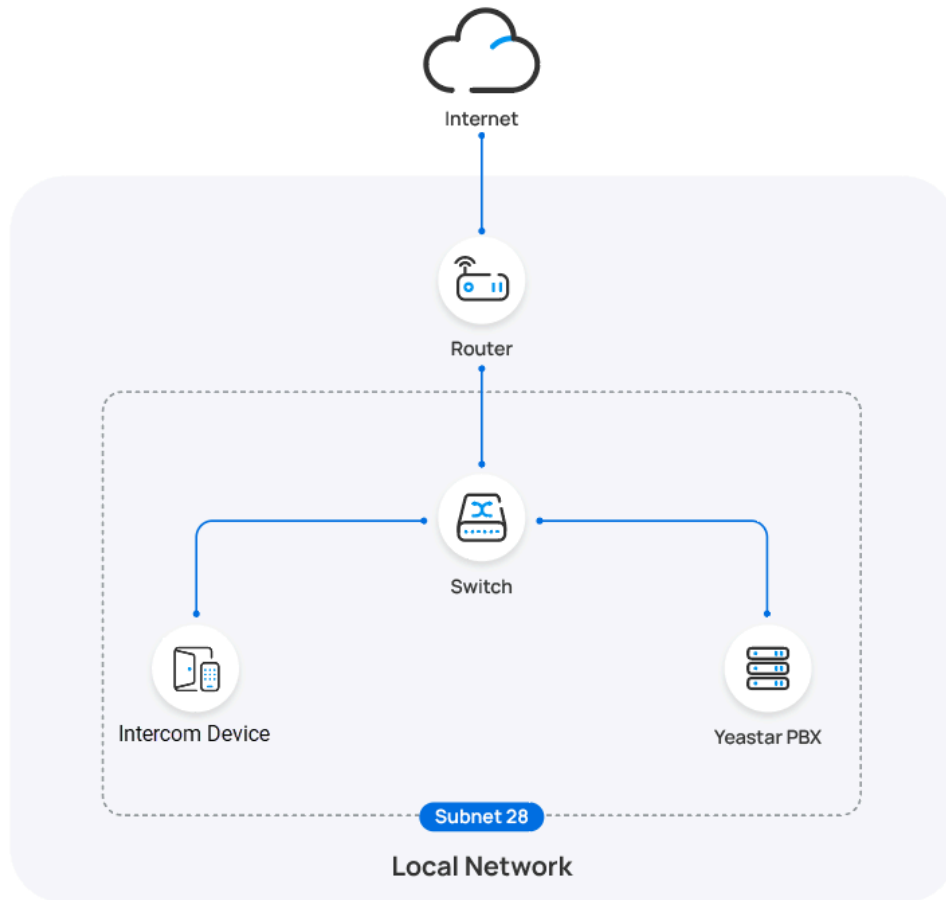 Internet
Router
Switch
Intercom Device
Yeastar PBX
Subnet 28
Local Network